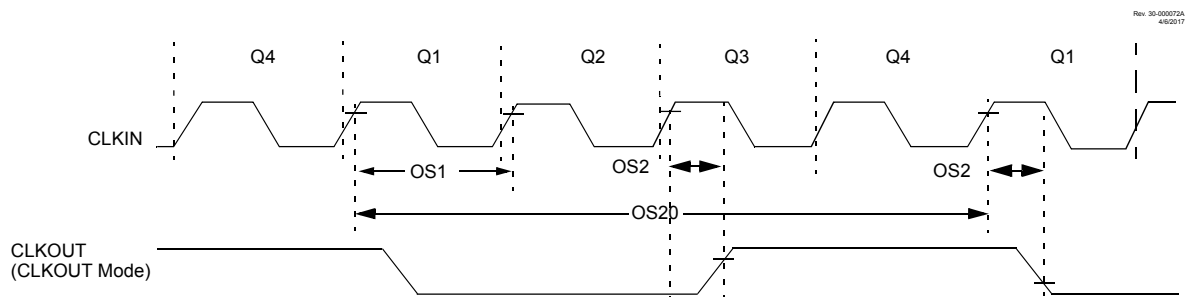 Rev. 30-000072A
4/6/2017
Q4
Q1
Q2
Q3
Q4
Q1
CLKIN
OS1
OS2
OS2
OS20
CLKOUT
(CLKOUT Mode)